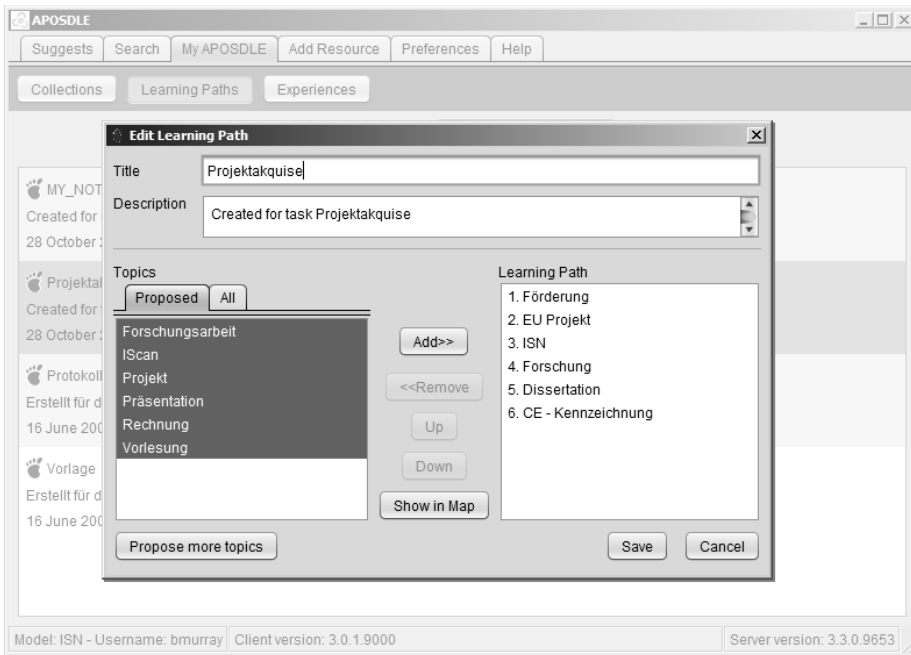 APOSDLE
Suggests Search My APOSDLE Add Resource Preferences Help
Collections Learning Paths Experiences
Edit Learning Path
Title Projektakquise
Description Created for task Projektakquise
MY_NOT
Created for
28 October
Projektak
Created for
28 October
Protokoll
Erstellt für d
16 June 200
Vorlage
Erstellt für d
16 June 200
Topics
Proposed All
Forschungsarbeit
IScan
Projekt
Präsentation
Rechnung
Vorlesung
Add>>
<<Remove
Up
Down
Show in Map
Learning Path
1. Förderung
2. EU Projekt
3. ISN
4. Forschung
5. Dissertation
6. CE - Kennzeichnung
Propose more topics Save Cancel
Model: ISN - Username: bmurray Client version: 3.0.1.9000 Server version: 3.3.0.9653